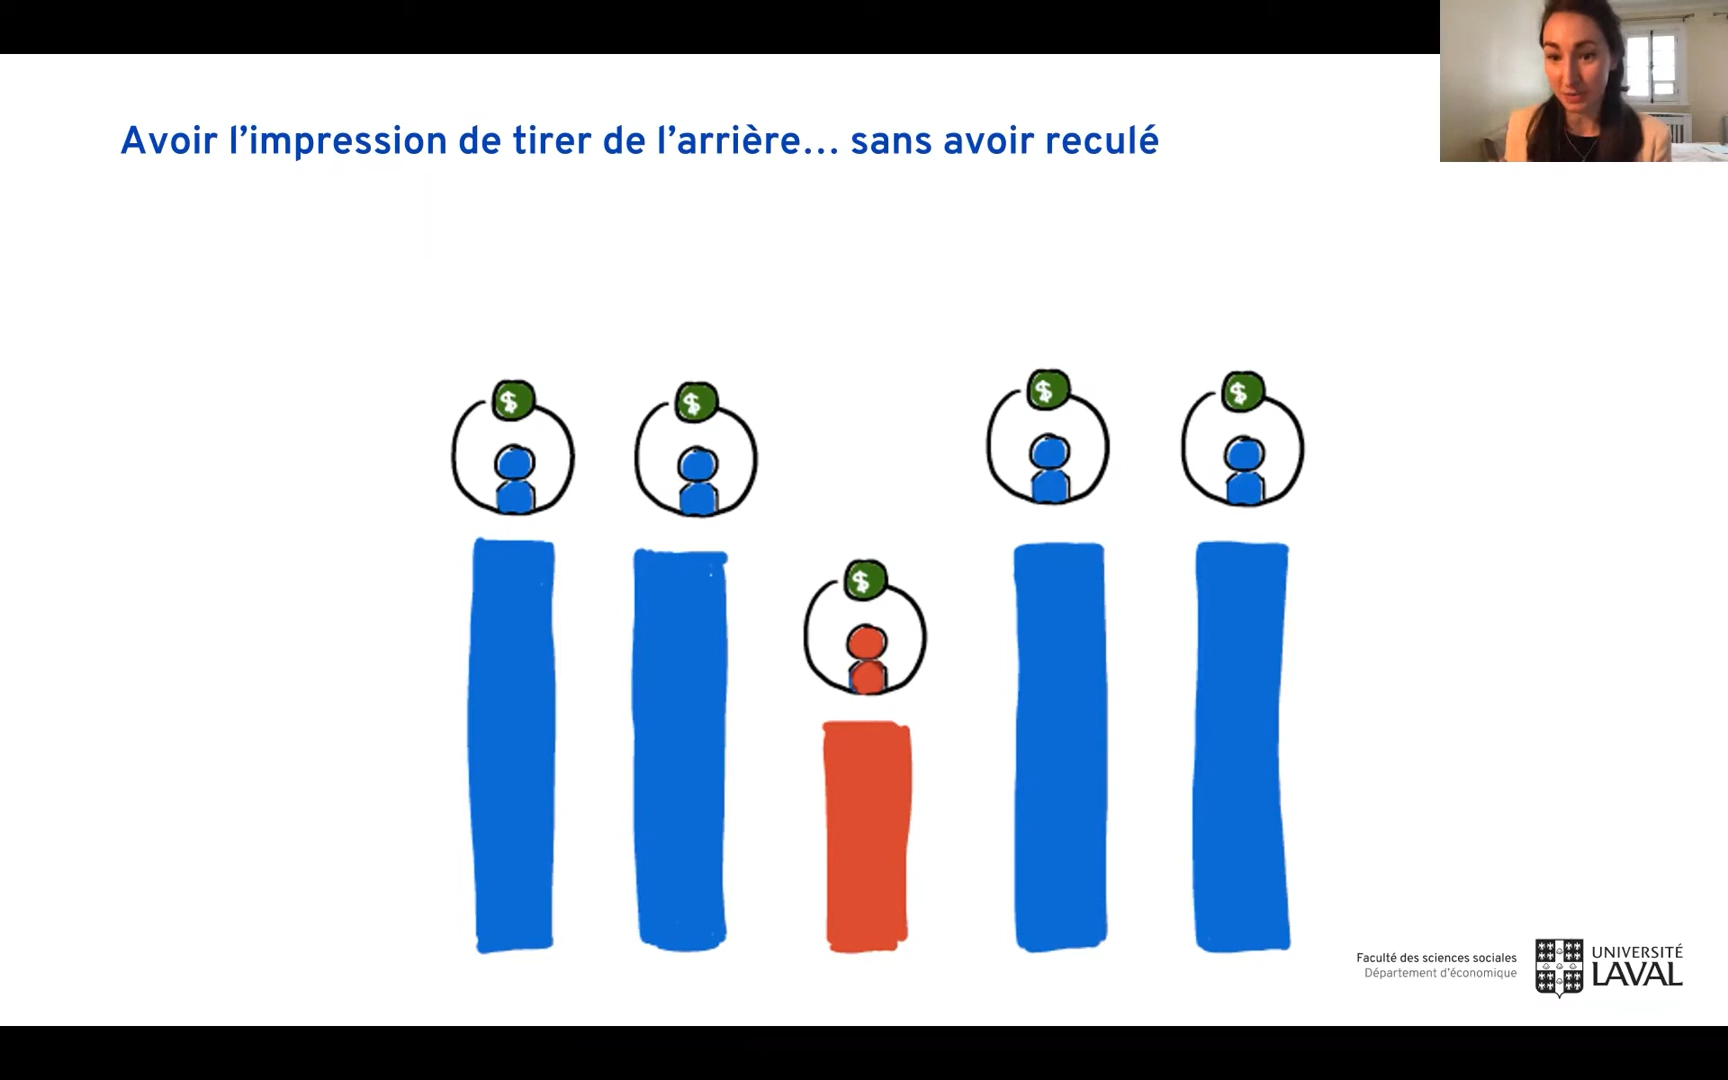 Avoir l’impression de tirer de l’arrière... sans avoir reculé
$
$
$
$
$
Faculté des sciences sociales
Département d’économique
UNIVERSITÉ
LAVAL